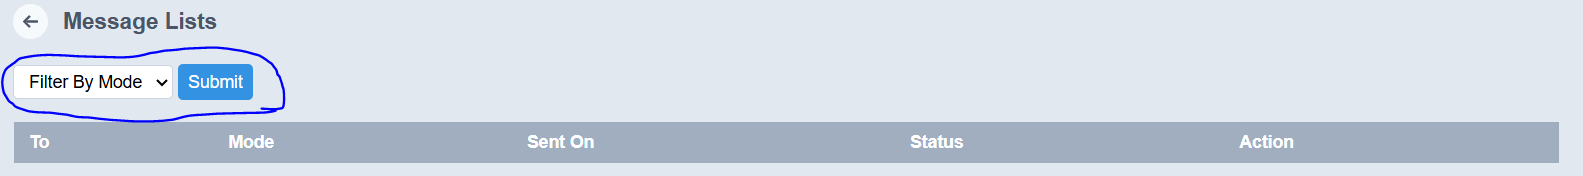 Message Lists
Filter By Mode Submit
To Mode Sent On Status Action